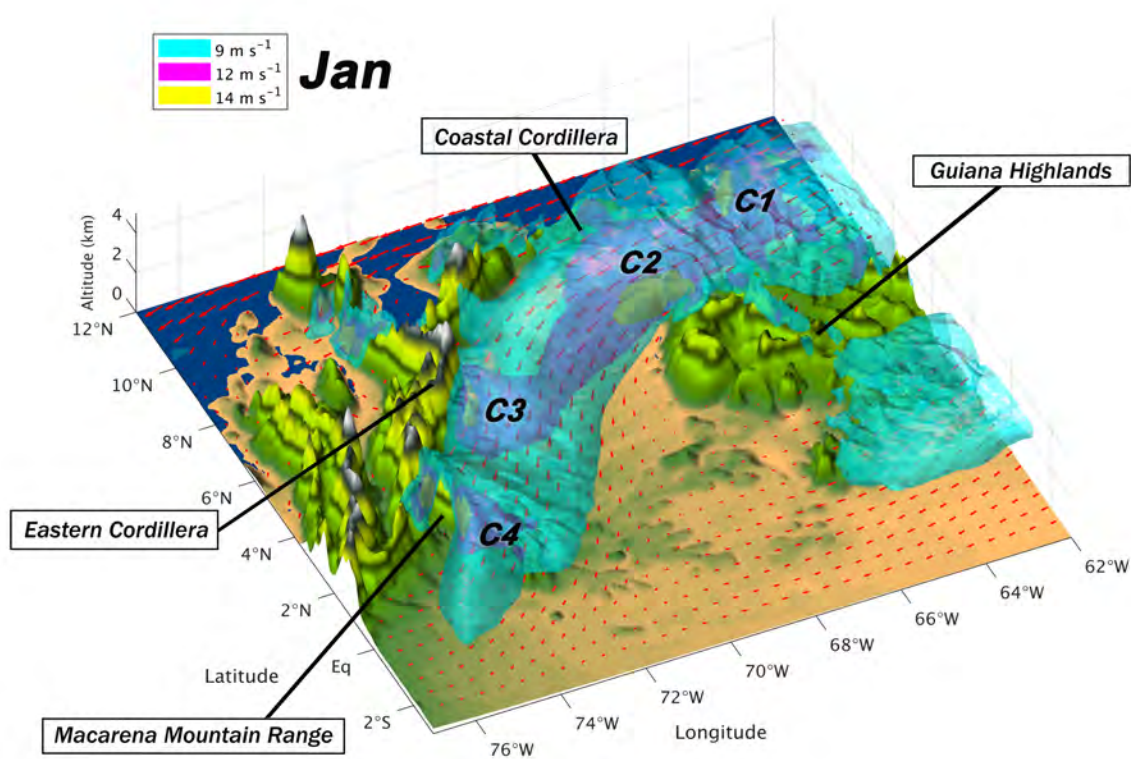 9 m s⁻¹
12 m s⁻¹
14 m s⁻¹
Jan
Coastal Cordillera
Guiana Highlands
C1
C2
C3
C4
Altitude (km)
4
2
0
12°N
10°N
8°N
6°N
4°N
2°N
Eq
2°S
Latitude
Eastern Cordillera
Macarena Mountain Range
76°W
74°W
72°W
70°W
68°W
66°W
64°W
62°W
Longitude